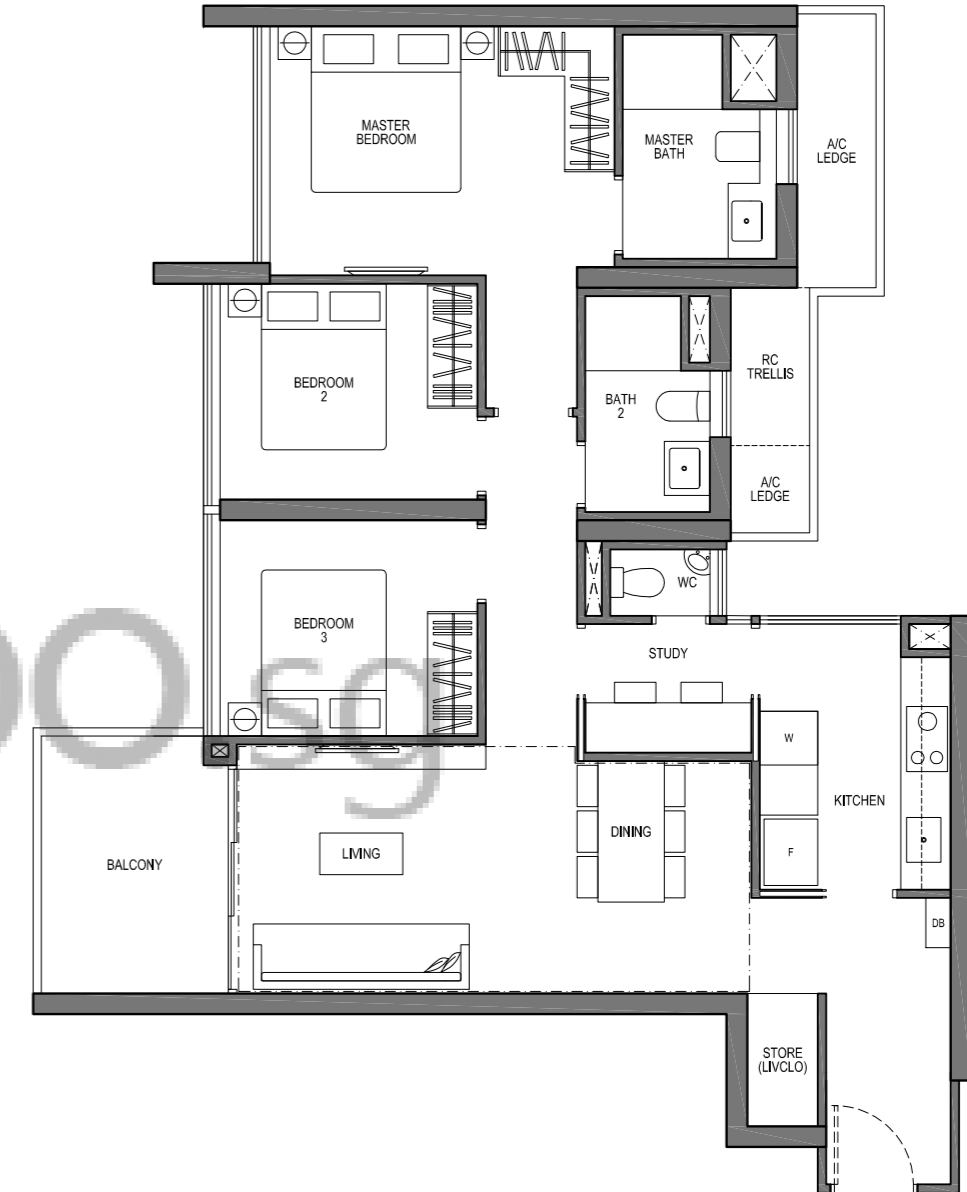 MASTER
BEDROOM
MASTER
BATH
A/C
LEDGE
BEDROOM
2
BATH
2
RC
TRELLIS
A/C
LEDGE
WC
BEDROOM
3
STUDY
sg
W
KITCHEN
F
DINING
LIVING
BALCONY
DB
STORE
(LIVCLO)